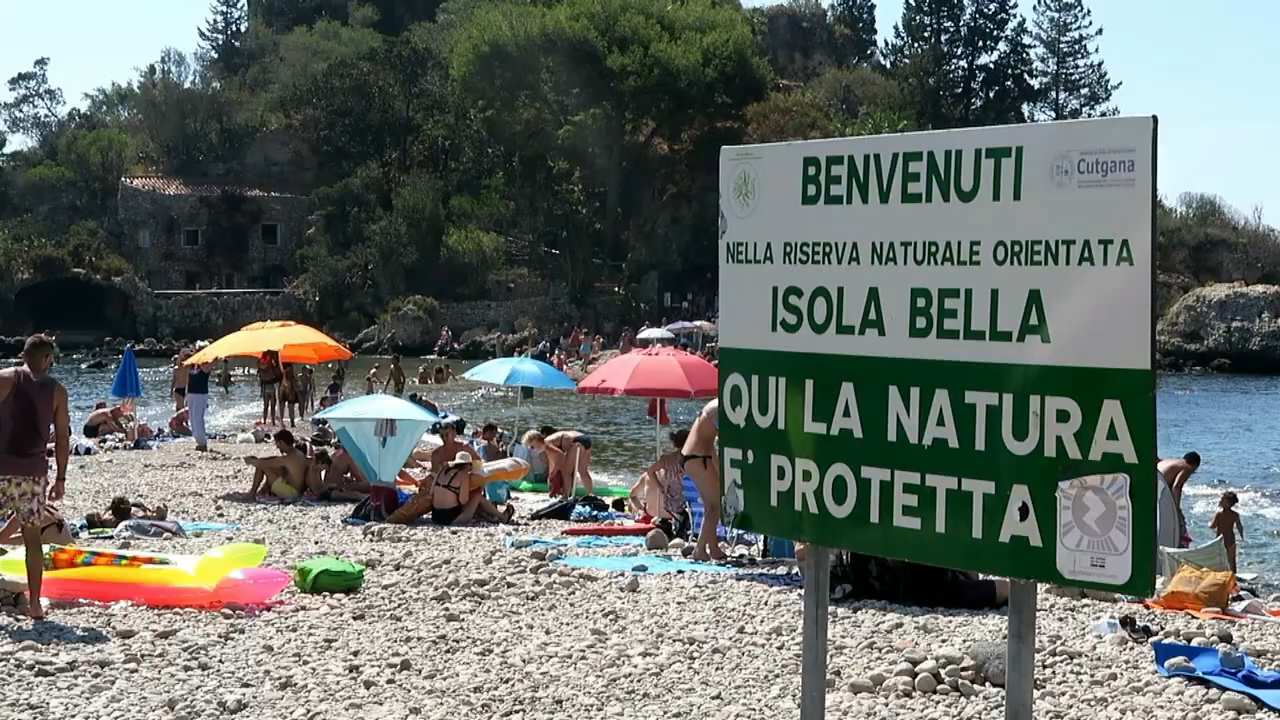 BENVENUTI
Cutgana
NELLA RISERVA NATURALE ORIENTATA
ISOLA BELLA
QUI LA NATURA
E' PROTETTA